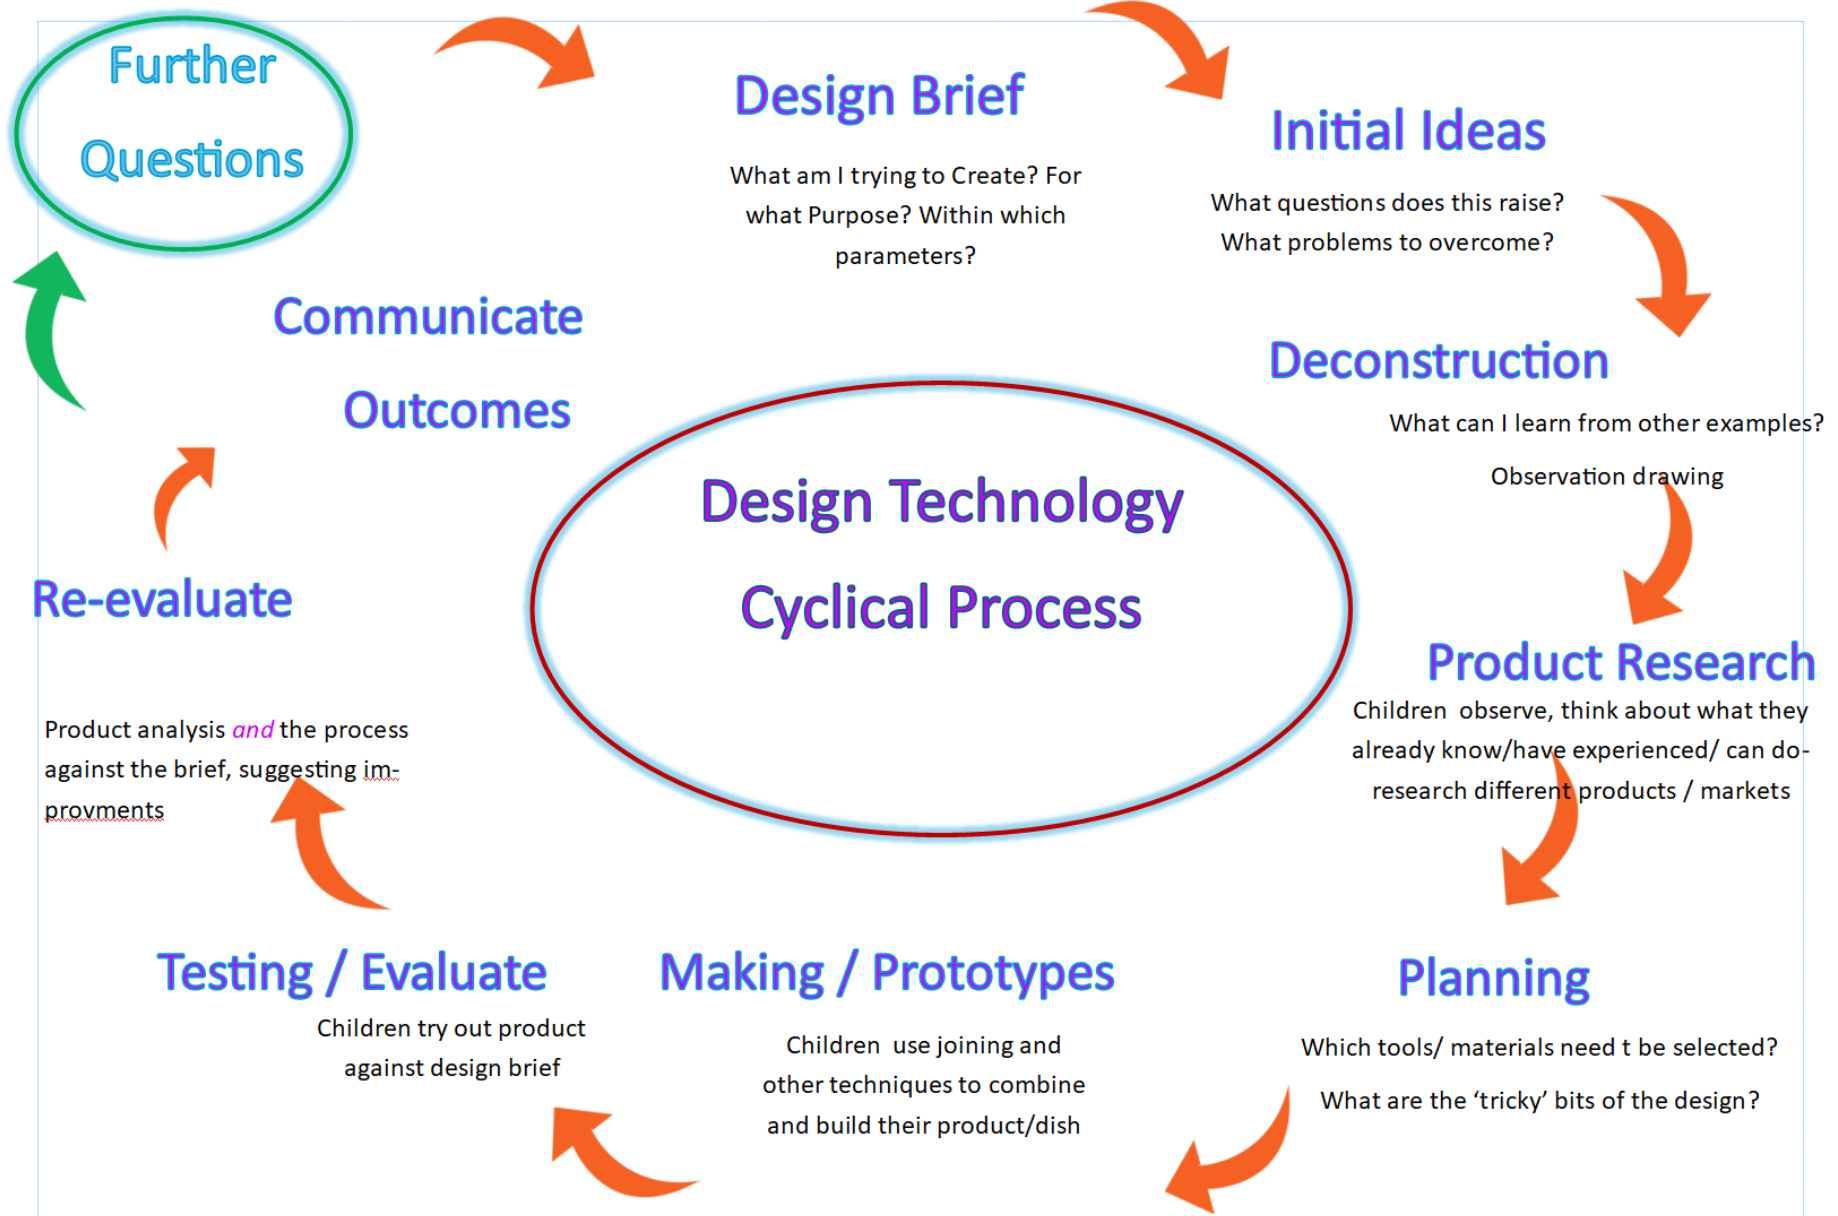 Further
Questions
Design Brief
What am I trying to Create? For
what Purpose? Within which
parameters?
Initial Ideas
What questions does this raise?
What problems to overcome?
Deconstruction
What can I learn from other examples?
Observation drawing
Product Research
Children  observe, think about what they
already know/have experienced/ can do-
research different products / markets
Planning
Which tools/ materials need t be selected?
What are the ‘tricky’ bits of the design?
Making / Prototypes
Children  use joining and
other techniques to combine
and build their product/dish
Testing / Evaluate
Children try out product
against design brief
Re-evaluate
Product analysis and the process
against the brief, suggesting im-
provments
Communicate
Outcomes
Design Technology
Cyclical Process